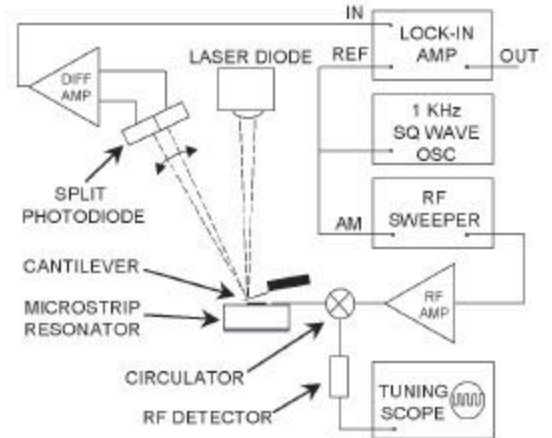 IN
LOCK-IN
AMP
REF
OUT
LASER DIODE
DIFF
AMP
1 KHz
SQ WAVE
OSC
SPLIT
PHOTODIODE
RF
SWEEPER
AM
CANTILEVER
MICROSTRIP
RESONATOR
RF
AMP
CIRCULATOR
RF DETECTOR
TUNING
SCOPE